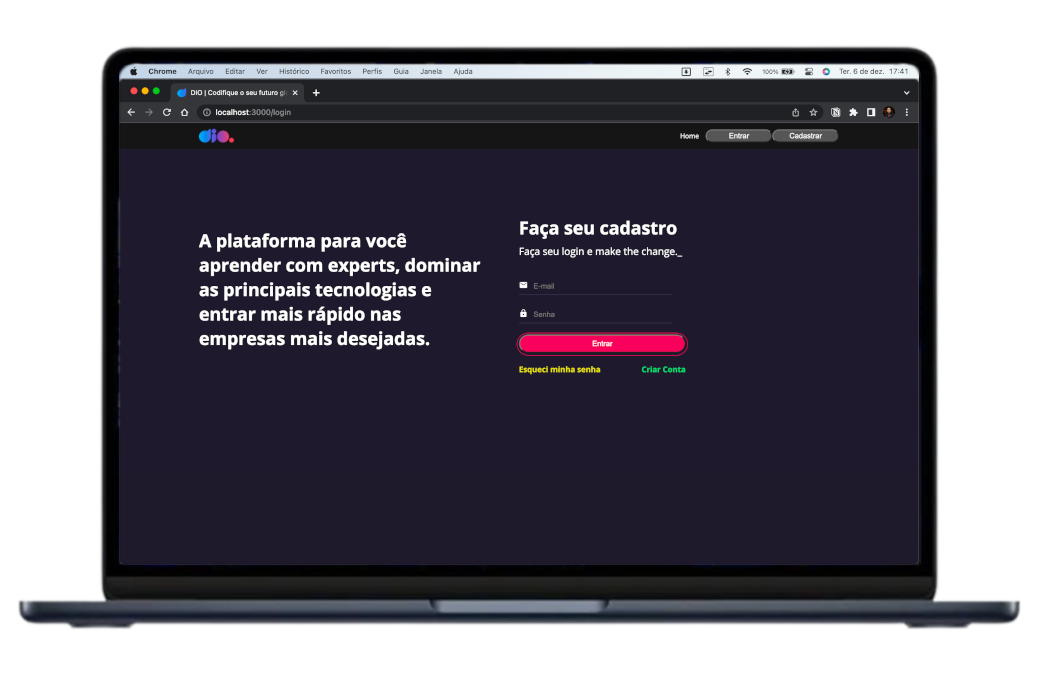 Chrome Arquivo Editar Ver Histórico Favoritos Perfis Guia Janela Ajuda 100% Ter. 6 de dez. 17:41
DIO | Codifique o seu futuro
localhost:3000/login
dio.
Home Entrar Cadastrar
A plataforma para você
aprender com experts, dominar
as principais tecnologias e
entrar mais rápido nas
empresas mais desejadas.
Faça seu cadastro
Faça seu login e make the change._
E-mail
Senha
Entrar
Esqueci minha senha Criar Conta